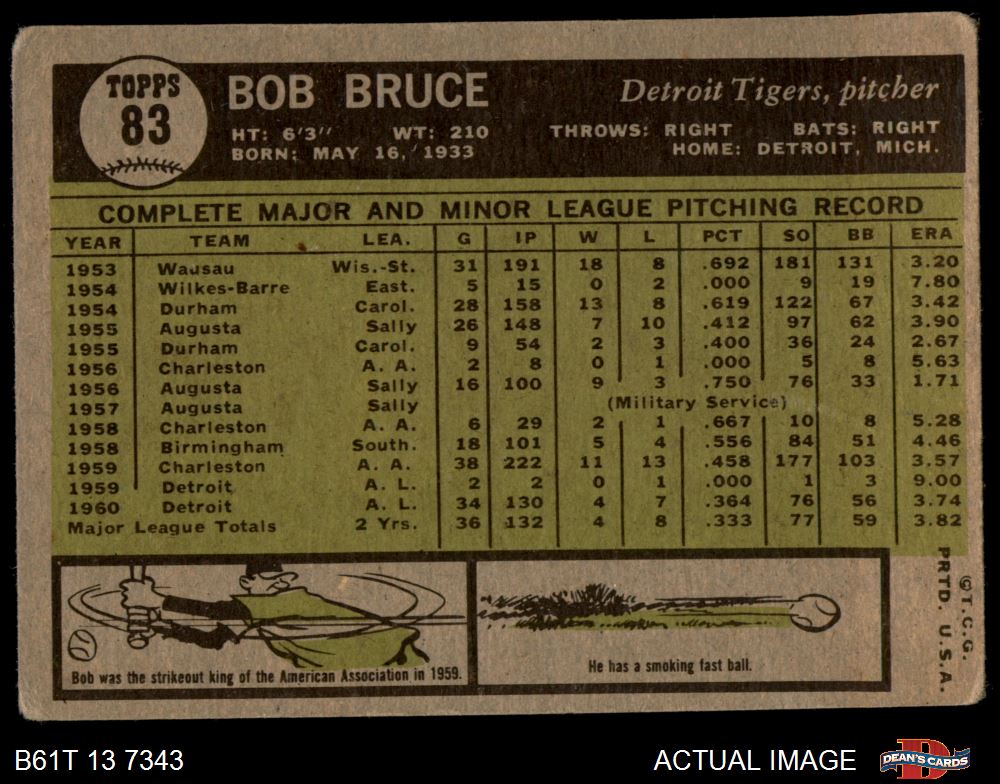 TOPPS
83
BOB BRUCE
Detroit Tigers, pitcher
HT: 6'3" WT: 210
THROWS: RIGHT BATS: RIGHT
BORN: MAY 16, 1933
HOME: DETROIT, MICH.
COMPLETE MAJOR AND MINOR LEAGUE PITCHING RECORD
YEAR TEAM LEA. G IP W L PCT SO BB ERA
1953 Wausau Wis.-St. 31 191 18 8 .692 181 131 3.20
1954 Wilkes-Barre East. 5 15 0 2 .000 9 19 7.80
1954 Durham Carol. 28 158 13 8 .619 122 67 3.42
1955 Augusta Sally 26 148 7 10 .412 97 62 3.90
1955 Durham Carol. 9 54 2 3 .400 36 24 2.67
1956 Charleston A. A. 2 8 0 1 .000 5 8 5.63
1956 Augusta Sally 16 100 9 3 .750 76 33 1.71
1957 Augusta Sally (Military Service)
1958 Charleston A. A. 6 29 2 1 .667 10 8 5.28
1958 Birmingham South. 18 101 5 4 .556 84 51 4.46
1959 Charleston A. A. 38 222 11 13 .458 177 103 3.57
1959 Detroit A. L. 2 2 0 1 .000 1 3 9.00
1960 Detroit A. L. 34 130 4 7 .364 76 56 3.74
Major League Totals 2 Yrs. 36 132 4 8 .333 77 59 3.82
Bob was the strikeout king of the American Association in 1959.
He has a smoking fast ball.
©T.C.G.
PRTD. U.S.A.
B61T 13 7343
ACTUAL IMAGE
D
DEAN'S CARDS